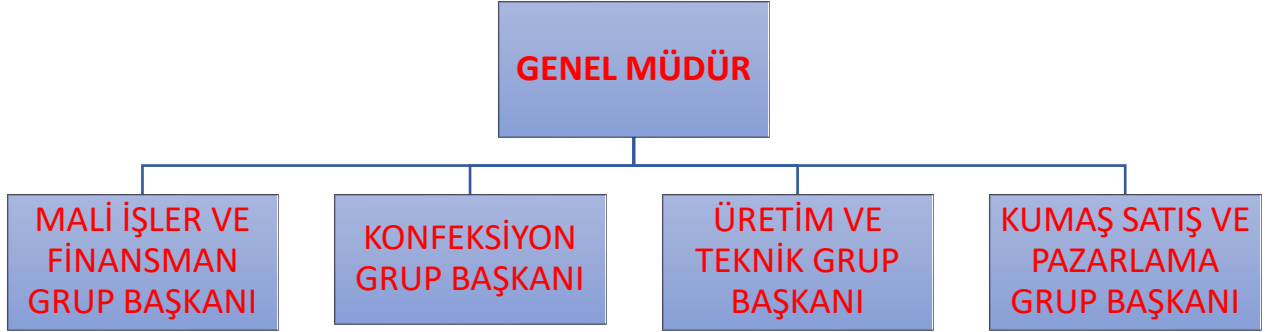 GENEL MÜDÜR
MALİ İŞLER VE
FİNANSMAN
GRUP BAŞKANI
KONFEKSİYON
GRUP BAŞKANI
ÜRETİM VE
TEKNİK GRUP
BAŞKANI
KUMAŞ SATIŞ VE
PAZARLAMA
GRUP BAŞKANI